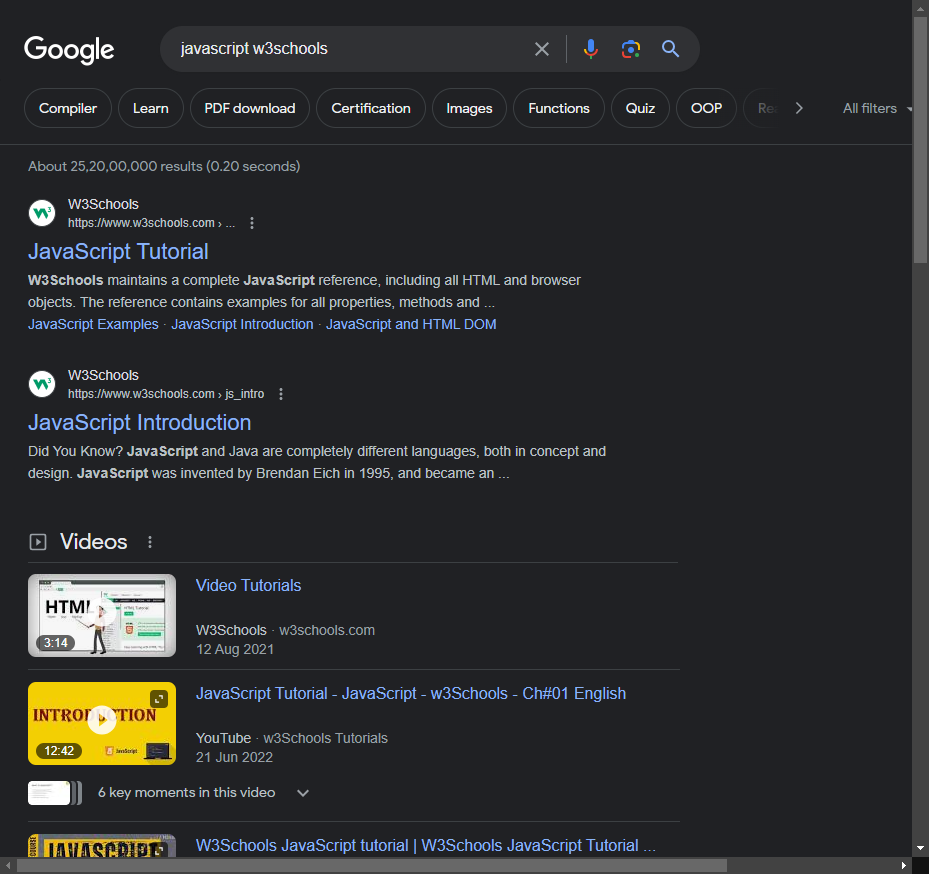 Google
javascript w3schools
Compiler
Learn
PDF download
Certification
Images
Functions
Quiz
OOP
All filters
About 25,20,00,000 results (0.20 seconds)
W3Schools
https://www.w3schools.com › ...
JavaScript Tutorial
W3Schools maintains a complete JavaScript reference, including all HTML and browser
objects. The reference contains examples for all properties, methods and ...
JavaScript Examples · JavaScript Introduction · JavaScript and HTML DOM
W3Schools
https://www.w3schools.com › js_intro
JavaScript Introduction
Did You Know? JavaScript and Java are completely different languages, both in concept and
design. JavaScript was invented by Brendan Eich in 1995, and became an ...
Videos
HTML
3:14
Video Tutorials
W3Schools · w3schools.com
12 Aug 2021
INTRODUCTION
JavaScript
12:42
JavaScript Tutorial - JavaScript - w3Schools - Ch#01 English
YouTube · w3Schools Tutorials
21 Jun 2022
6 key moments in this video
JAVASCRIPT
W3Schools JavaScript tutorial | W3Schools JavaScript Tutorial ...